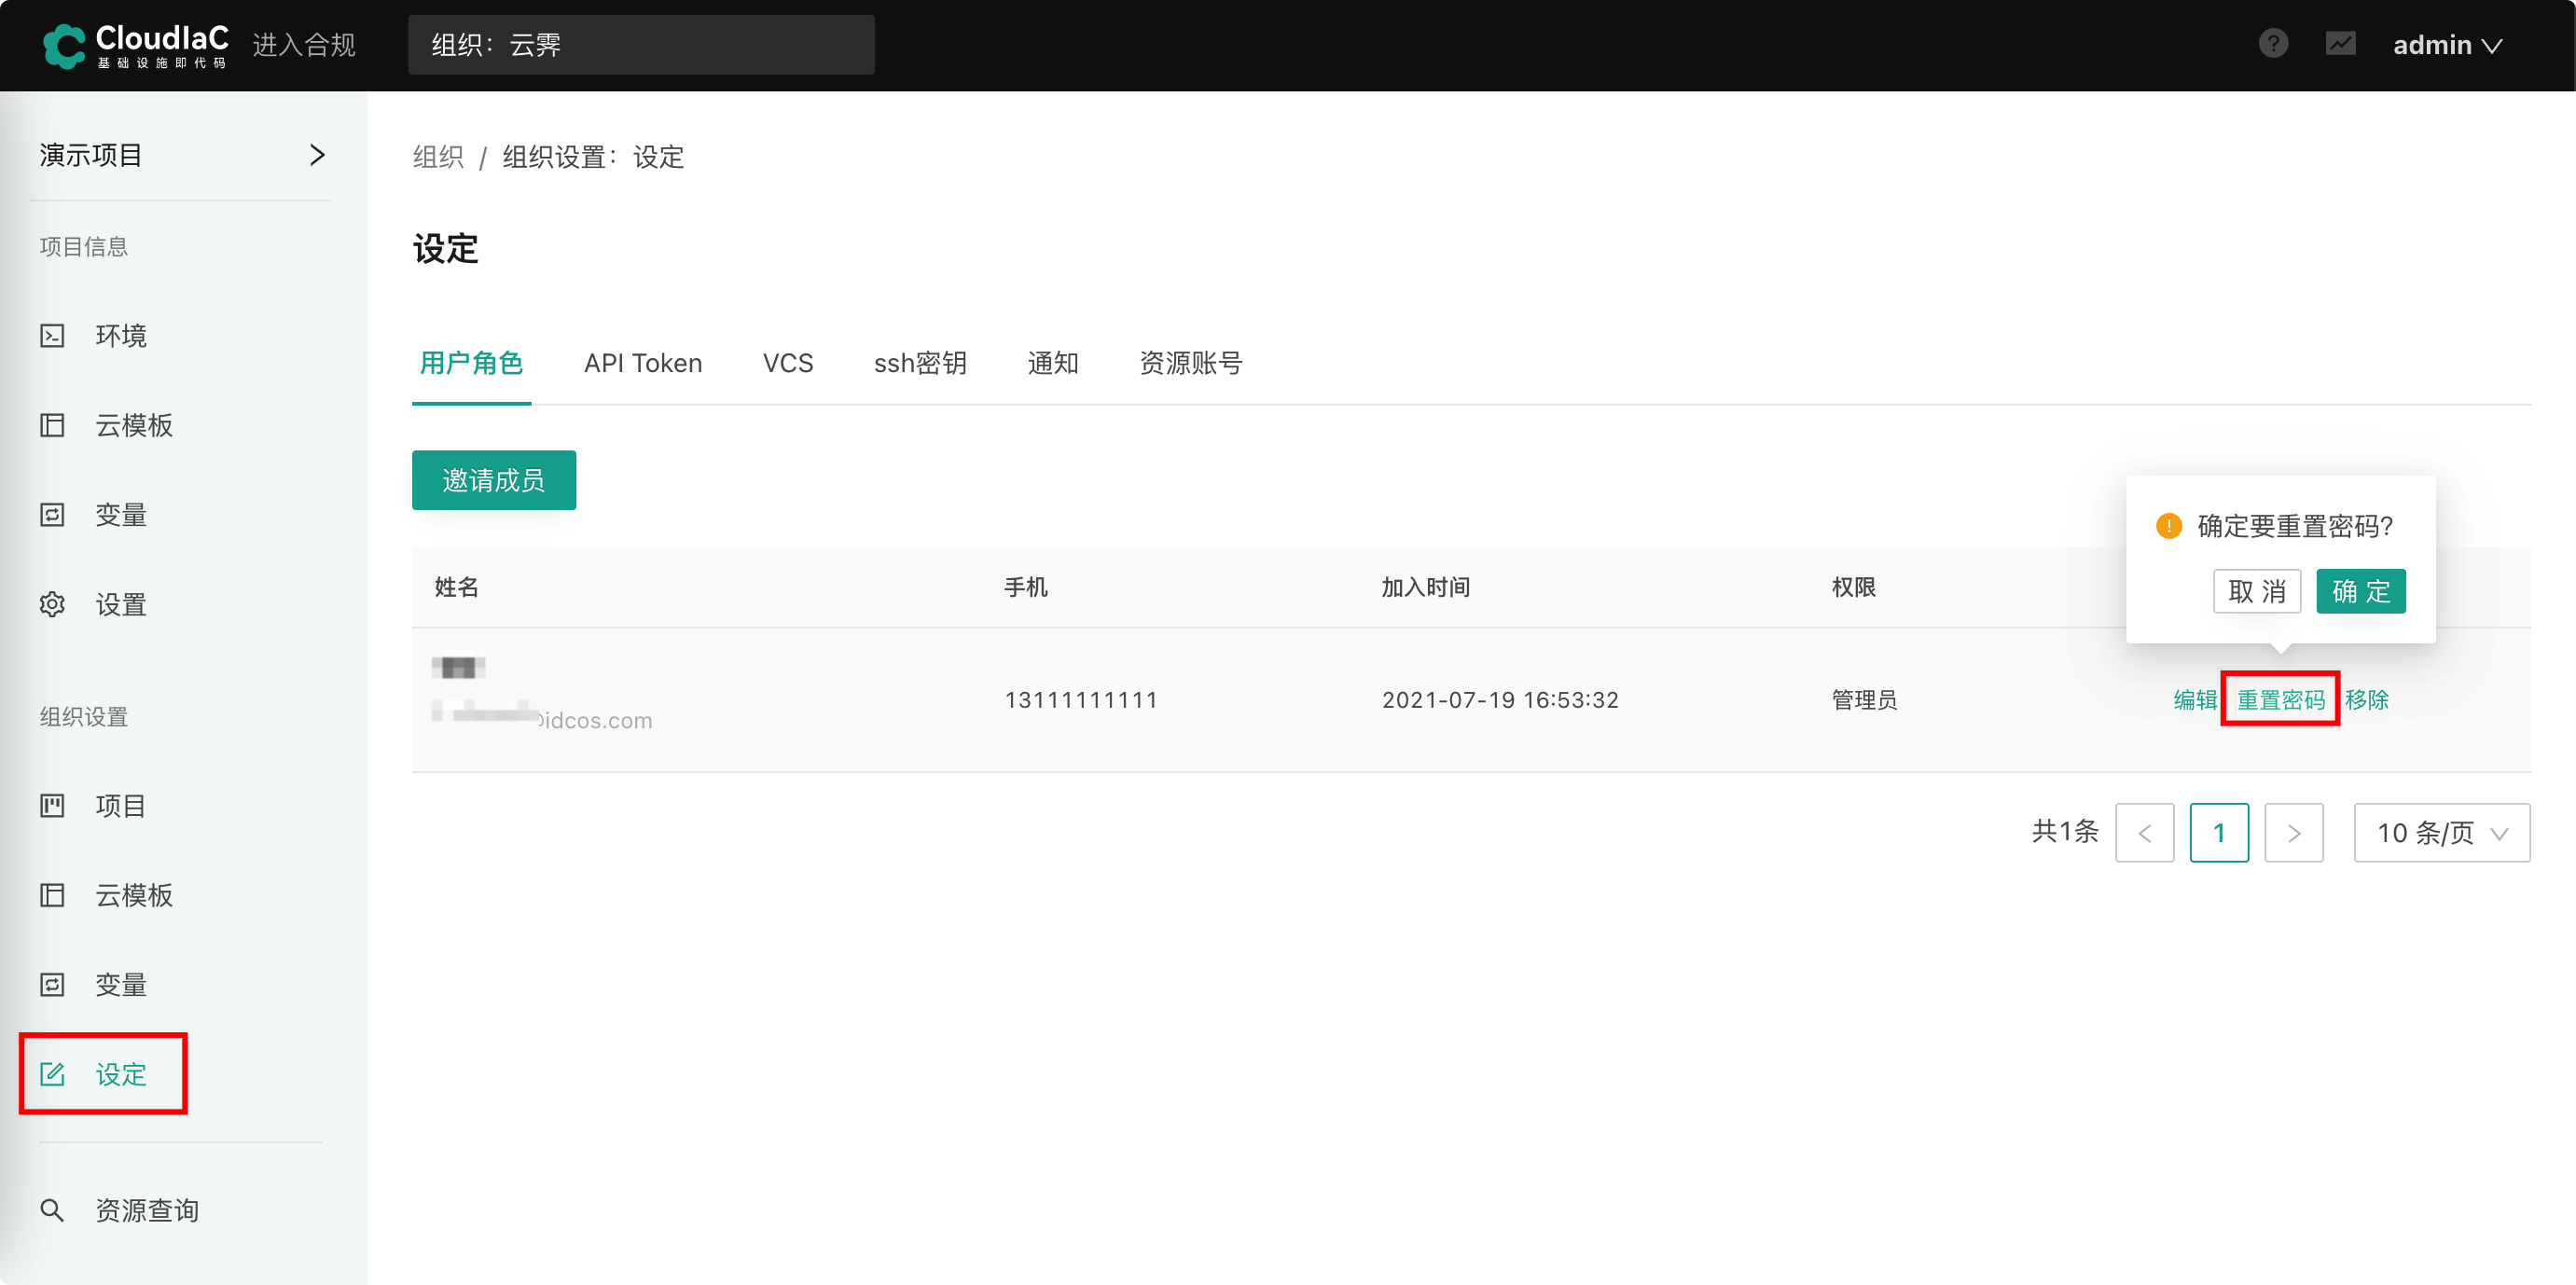 CloudIaC
基础设施即代码
进入合规
组织：云霁
admin
演示项目
项目信息
环境
云模板
变量
设置
组织设置
项目
云模板
变量
设定
资源查询
组织 / 组织设置：设定
设定
用户角色 API Token VCS ssh密钥 通知 资源账号
邀请成员
确定要重置密码?
取 消 确 定
姓名 手机 加入时间 权限
idcos.com 13111111111 2021-07-19 16:53:32 管理员 编辑 重置密码 移除
共1条 < 1 > 10 条/页